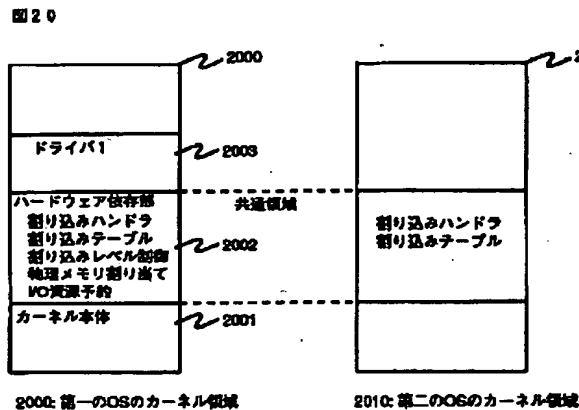 図20
2000
2
ドライバ1
2003
ハードウェア依存部
共通領域
割り込みハンドラ
割り込みテーブル
割り込みレベル制御
物理メモリ割り当て
I/O資源予約
2002
割り込みハンドラ
割り込みテーブル
カーネル本体
2001
2000: 第一のOSのカーネル領域
2010: 第二のOSのカーネル領域